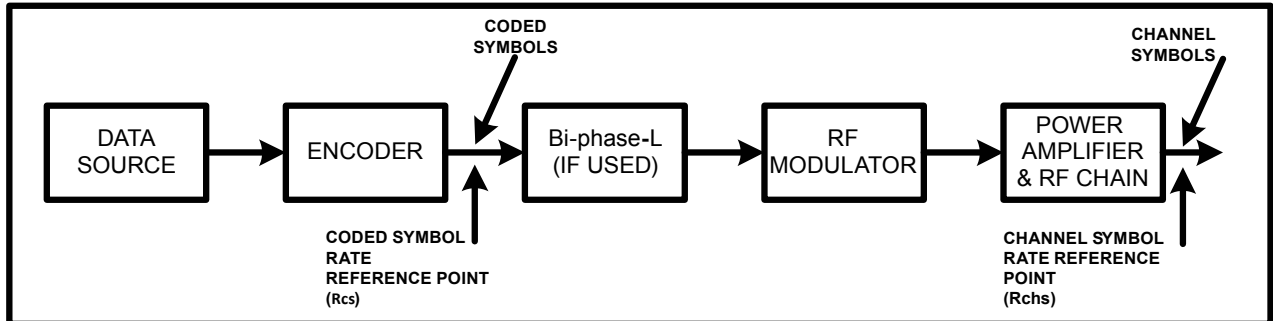 CODED
SYMBOLS
CHANNEL
SYMBOLS
DATA
SOURCE
ENCODER
Bi-phase-L
(IF USED)
RF
MODULATOR
POWER
AMPLIFIER
& RF CHAIN
CODED SYMBOL
RATE
REFERENCE POINT
(Rcs)
CHANNEL SYMBOL
RATE REFERENCE
POINT
(Rchs)